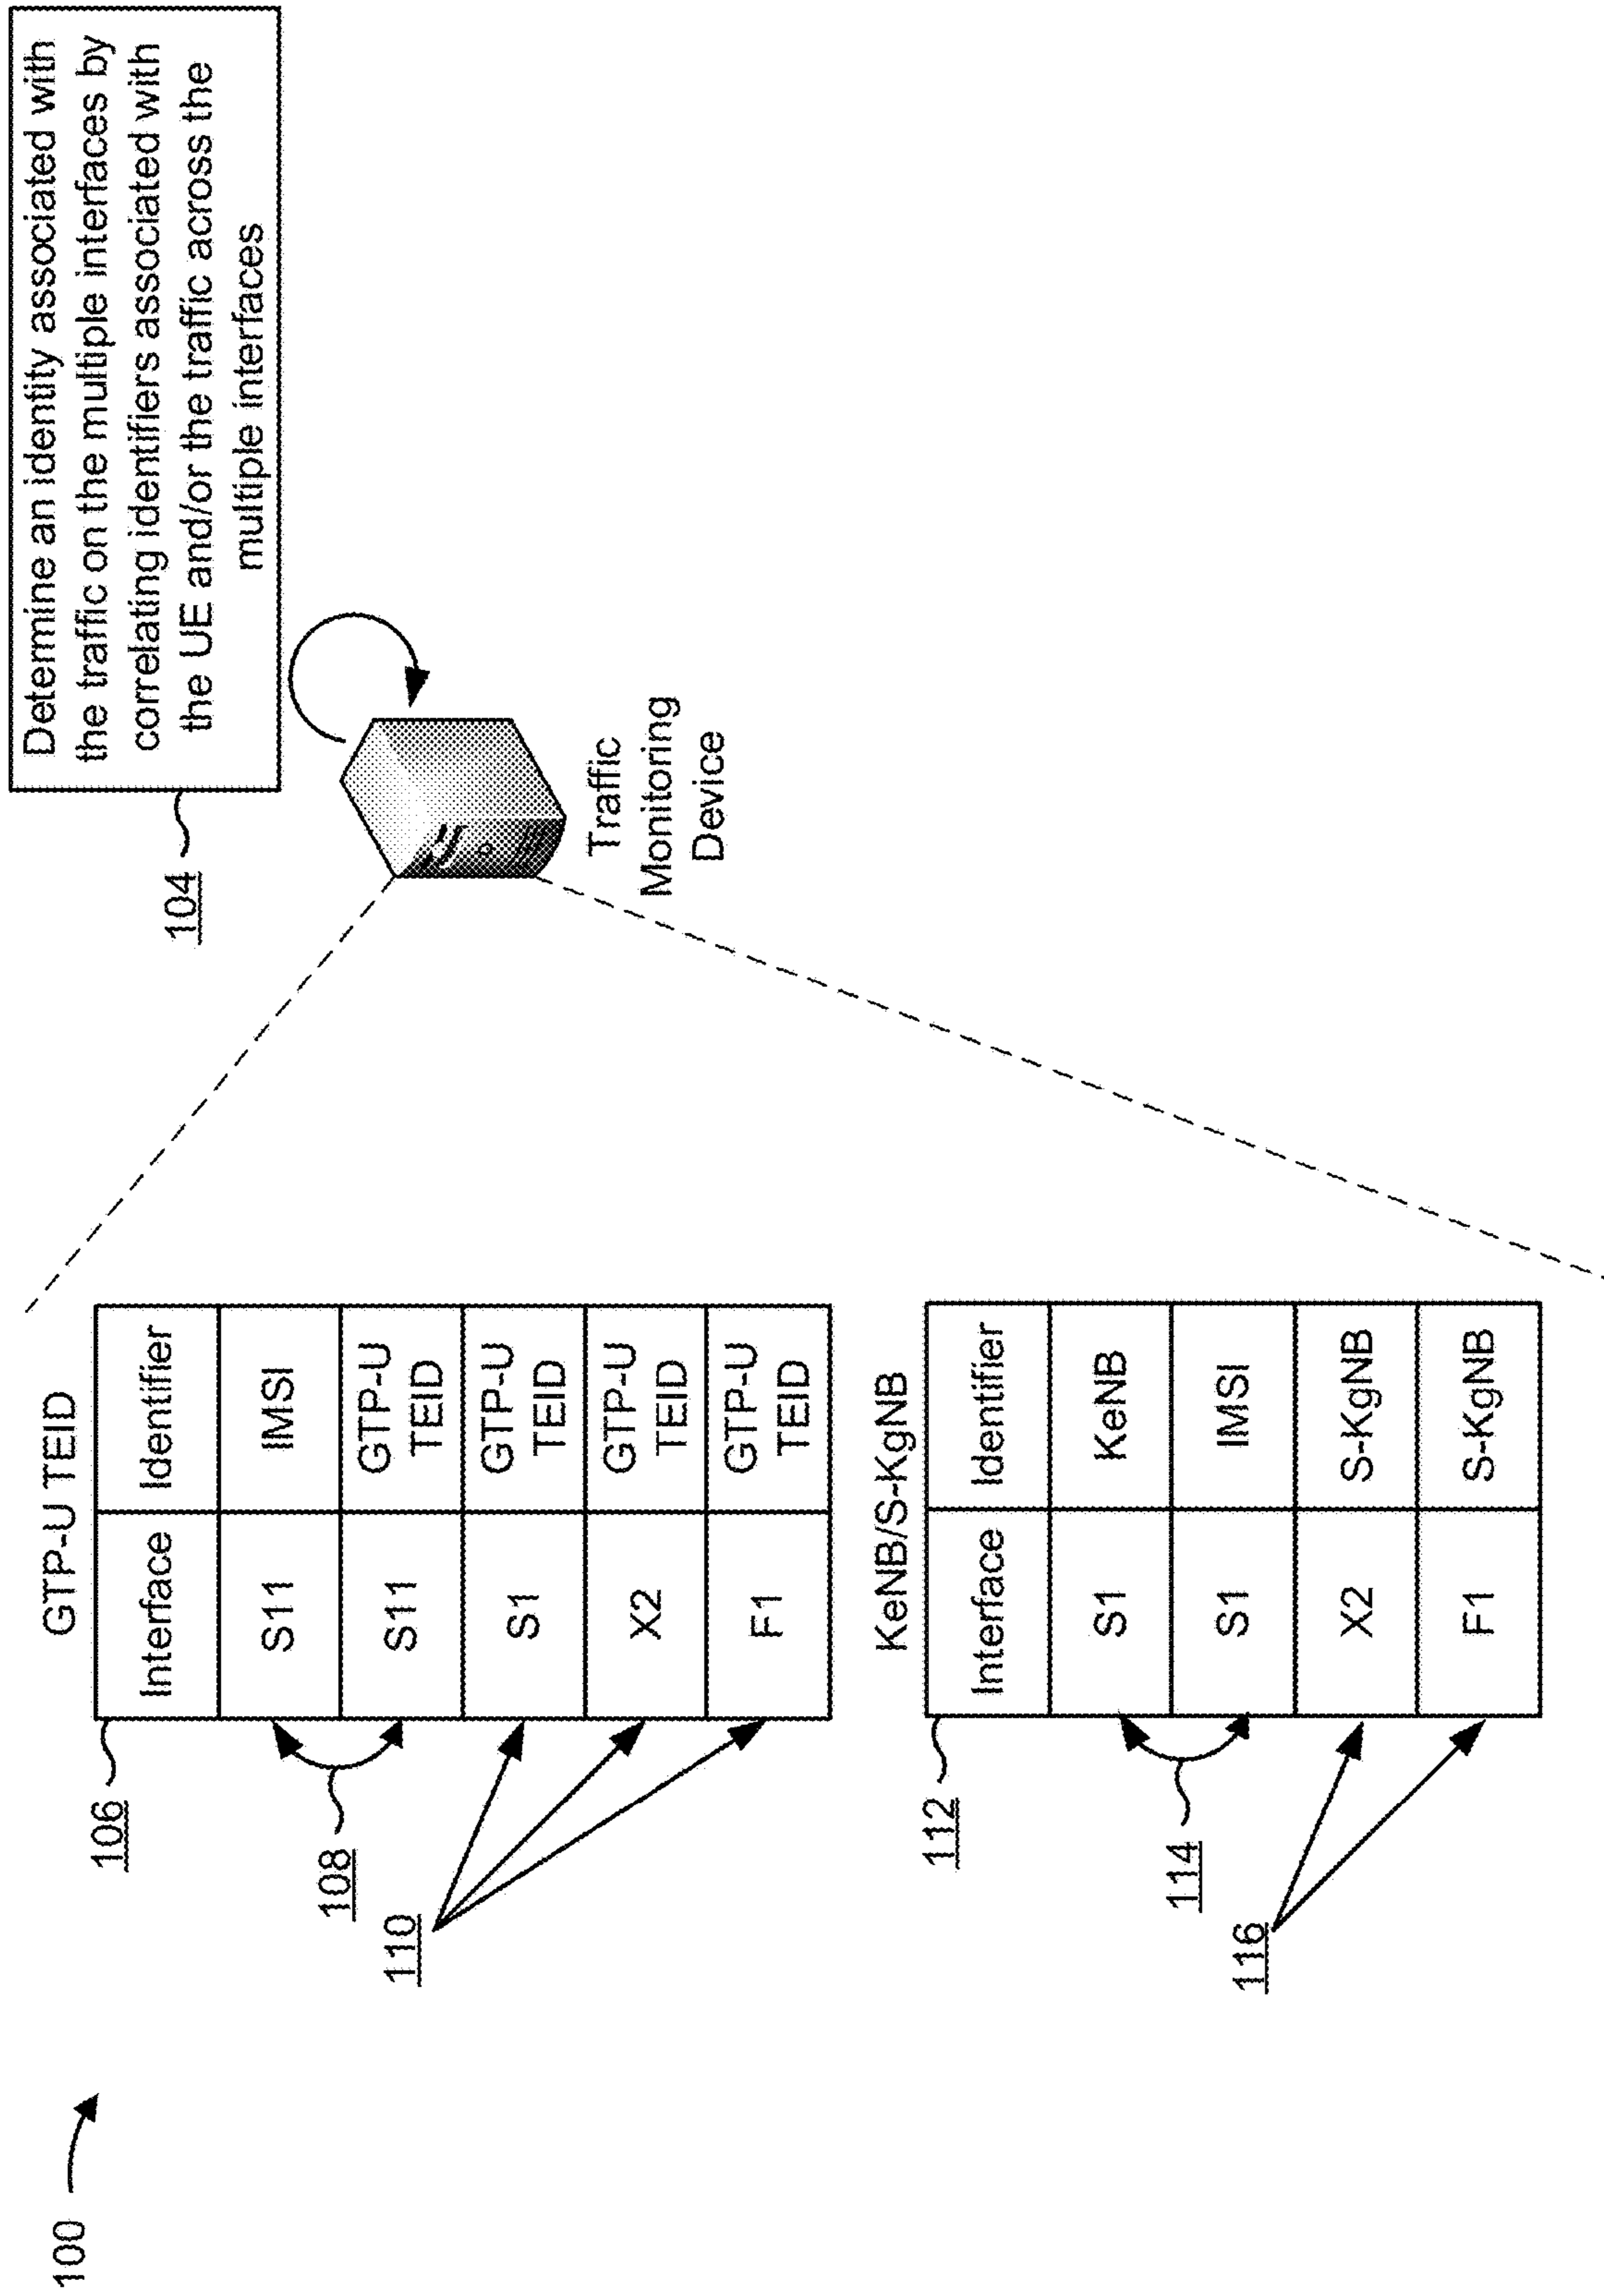 100
104
Determine an identity associated with
the traffic on the multiple interfaces by
correlating identifiers associated with
the UE and/or the traffic across the
multiple interfaces
Traffic
Monitoring
Device
GTP-U TEID
106
Interface Identifier
S11 IMSI
108
S11 GTP-U
TEID
110
S1 GTP-U
TEID
X2 GTP-U
TEID
F1 GTP-U
TEID
KeNB/S-KgNB
112
Interface Identifier
S1 KeNB
114
S1 IMSI
116
X2 S-KgNB
F1 S-KgNB